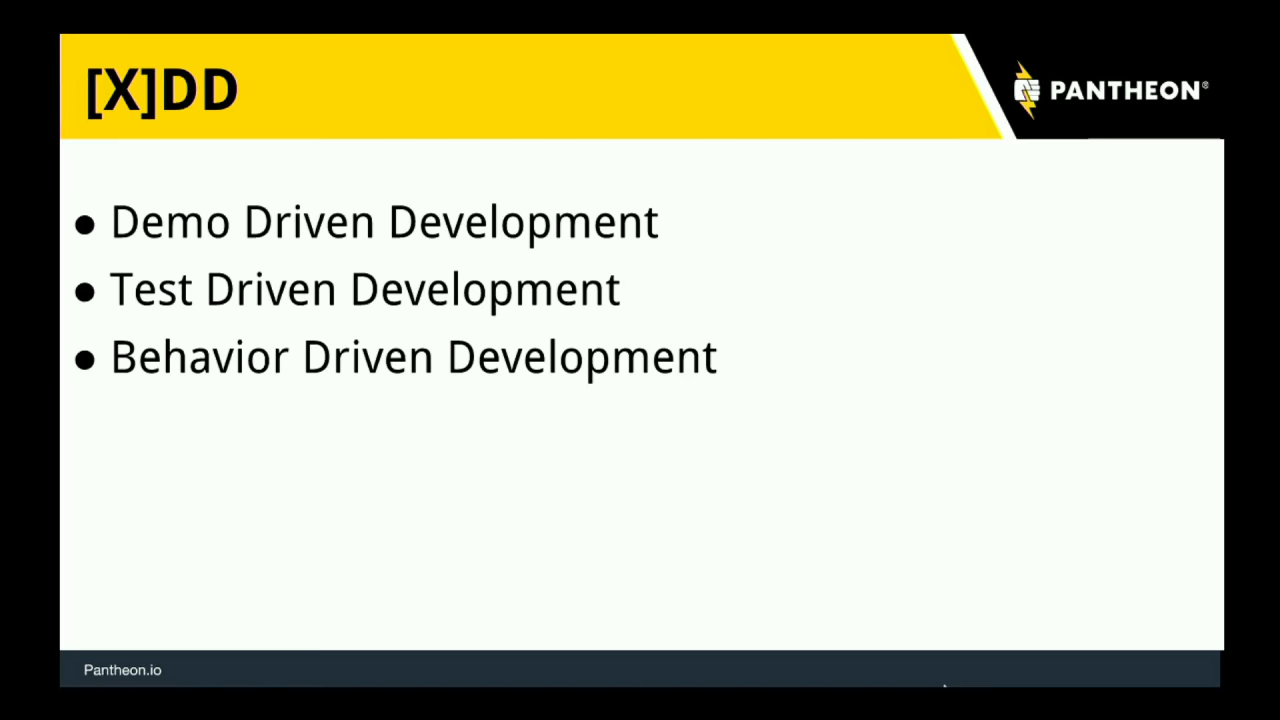 [X]DD
PANTHEON®
● Demo Driven Development
● Test Driven Development
● Behavior Driven Development
Pantheon.io